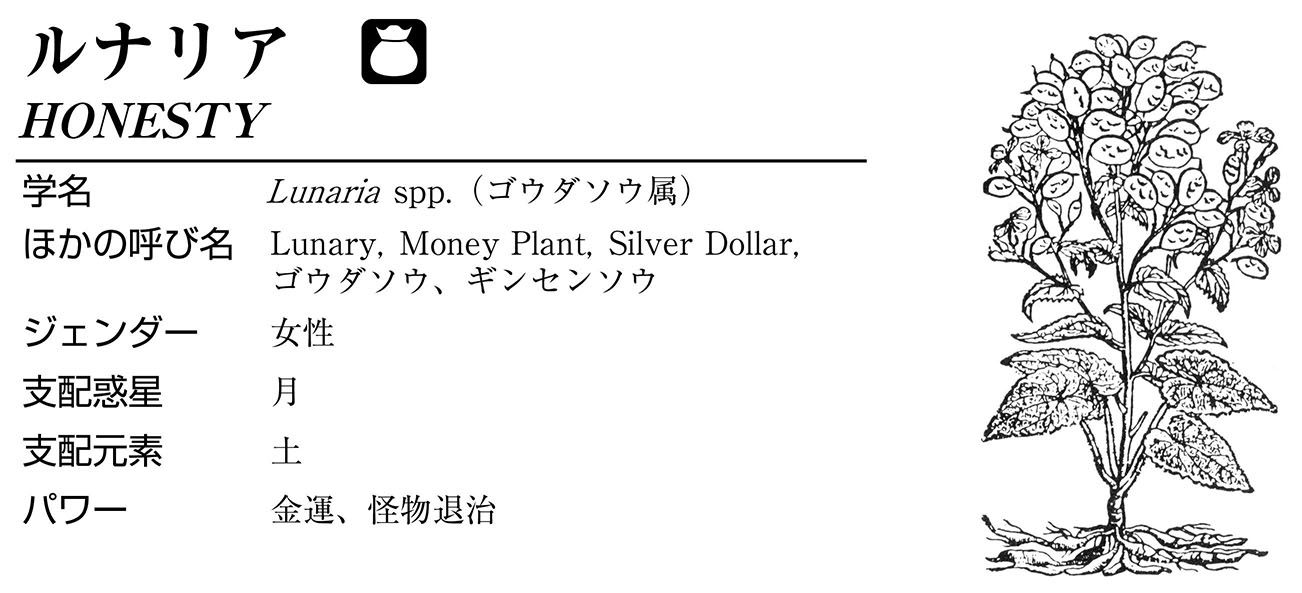 ルナリア
HONESTY
学名 Lunaria spp.（ゴウダソウ属）
ほかの呼び名 Lunary, Money Plant, Silver Dollar,
ゴウダソウ、ギンセンソウ
ジェンダー 女性
支配惑星 月
支配元素 土
パワー 金運、怪物退治